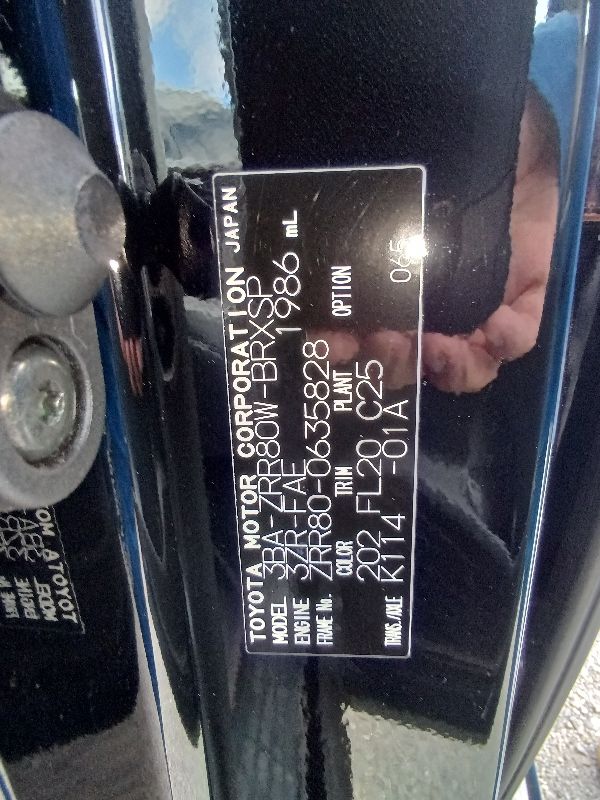 TOYOTA MOTOR CORPORATION JAPAN
MODEL 3BA-ZRR80W-BRXSP
ENGINE 3ZR-FAE 1986 mL
FRAME No. ZRR80-0635828
COLOR TRIM PLANT OPTION
202 FL20 C25
TRANS./AXLE K114 -01A 065